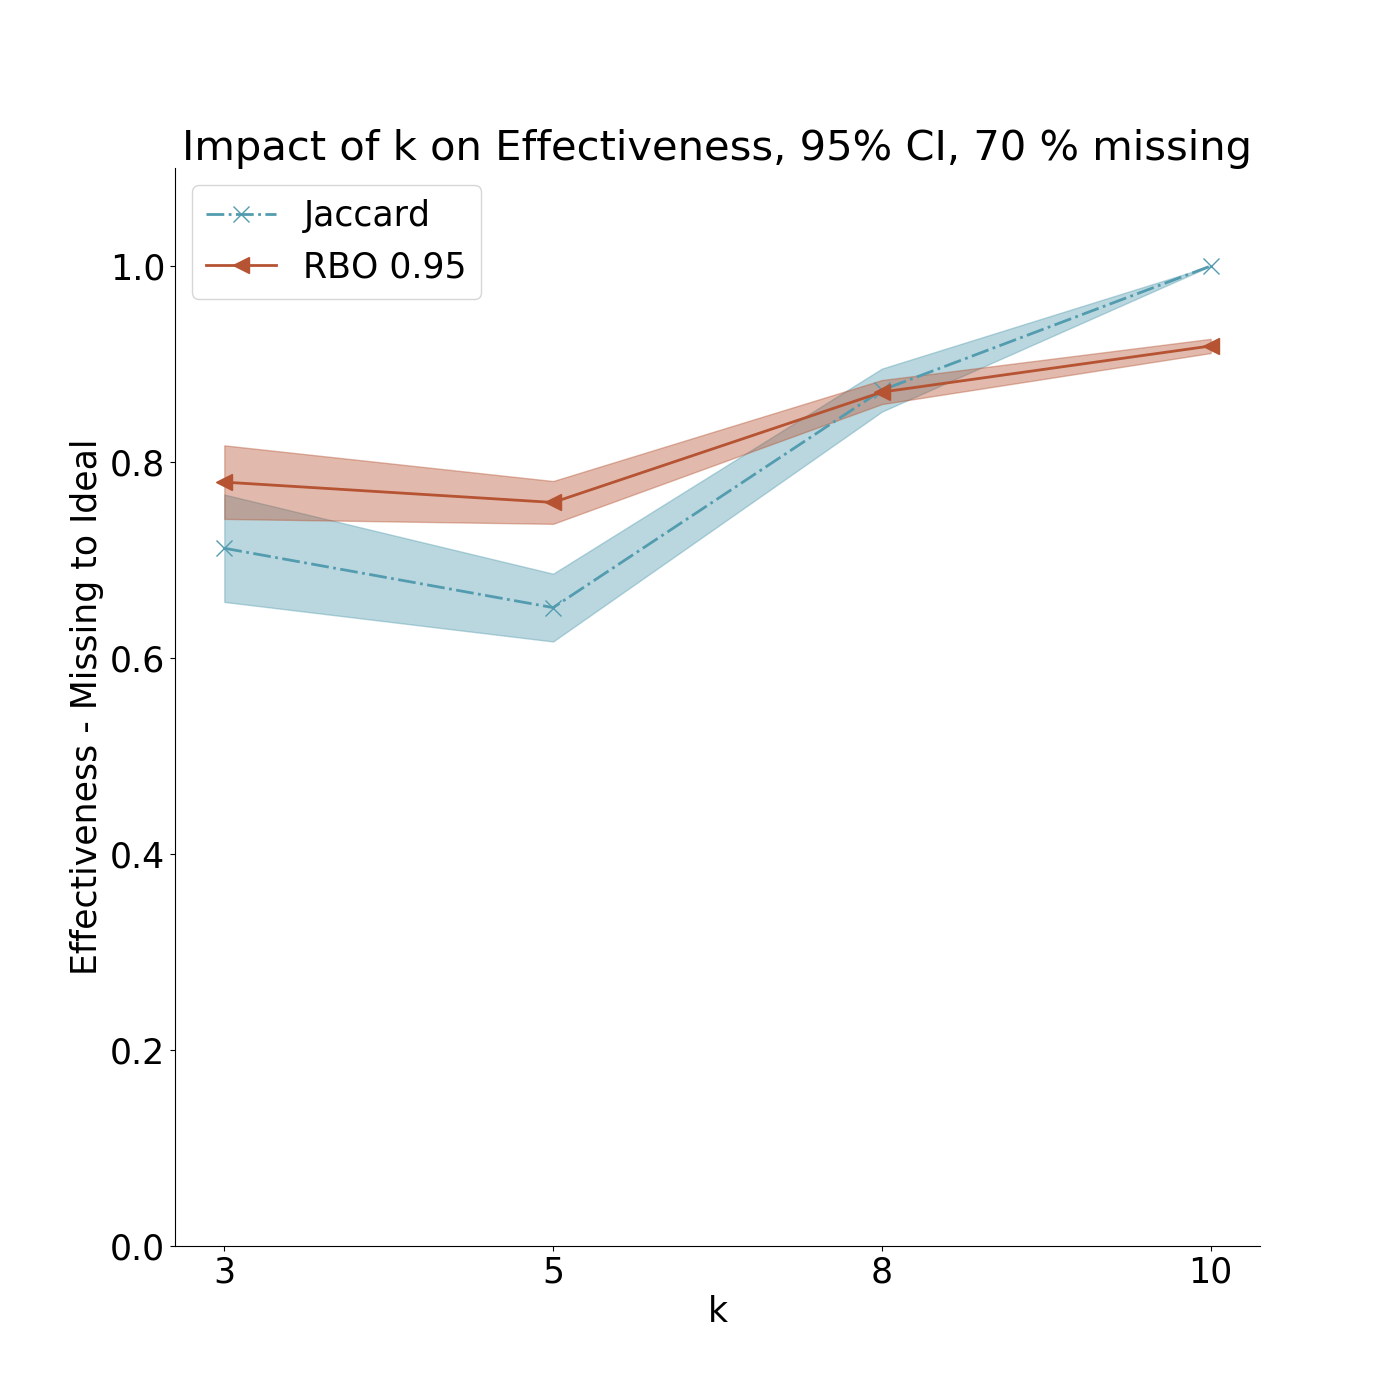 Impact of k on Effectiveness, 95% CI, 70 % missing
Jaccard
RBO 0.95
Effectiveness - Missing to Ideal
1.0
0.8
0.6
0.4
0.2
0.0
3 5 8 10
k